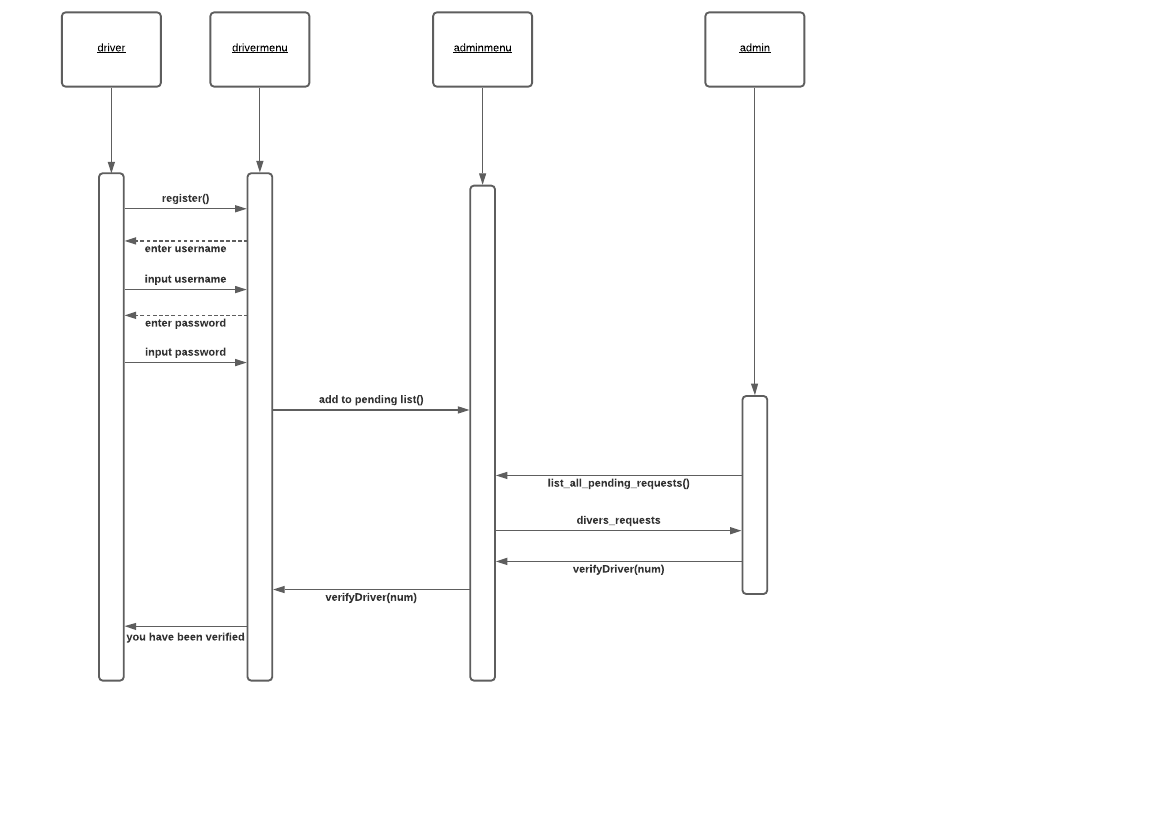 driver
drivermenu
adminmenu
admin
register()
enter username
input username
enter password
input password
add to pending list()
list_all_pending_requests()
divers_requests
verifyDriver(num)
verifyDriver(num)
you have been verified